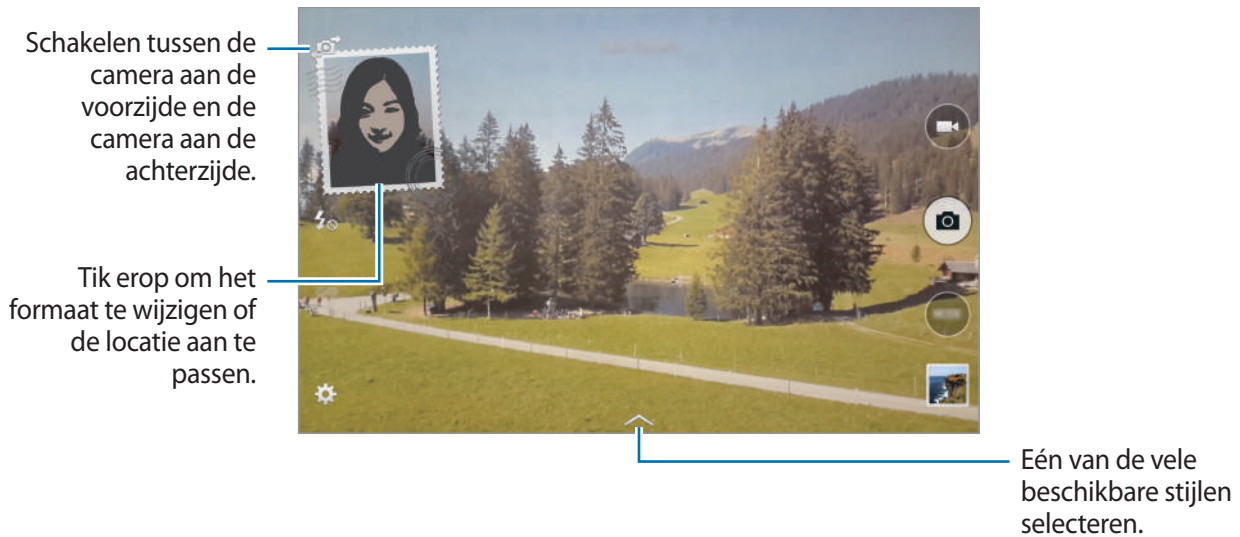 Schakelen tussen de
camera aan de
voorzijde en de
camera aan de
achterzijde.
Tik erop om het
formaat te wijzigen of
de locatie aan te
passen.
Eén van de vele
beschikbare stijlen
selecteren.